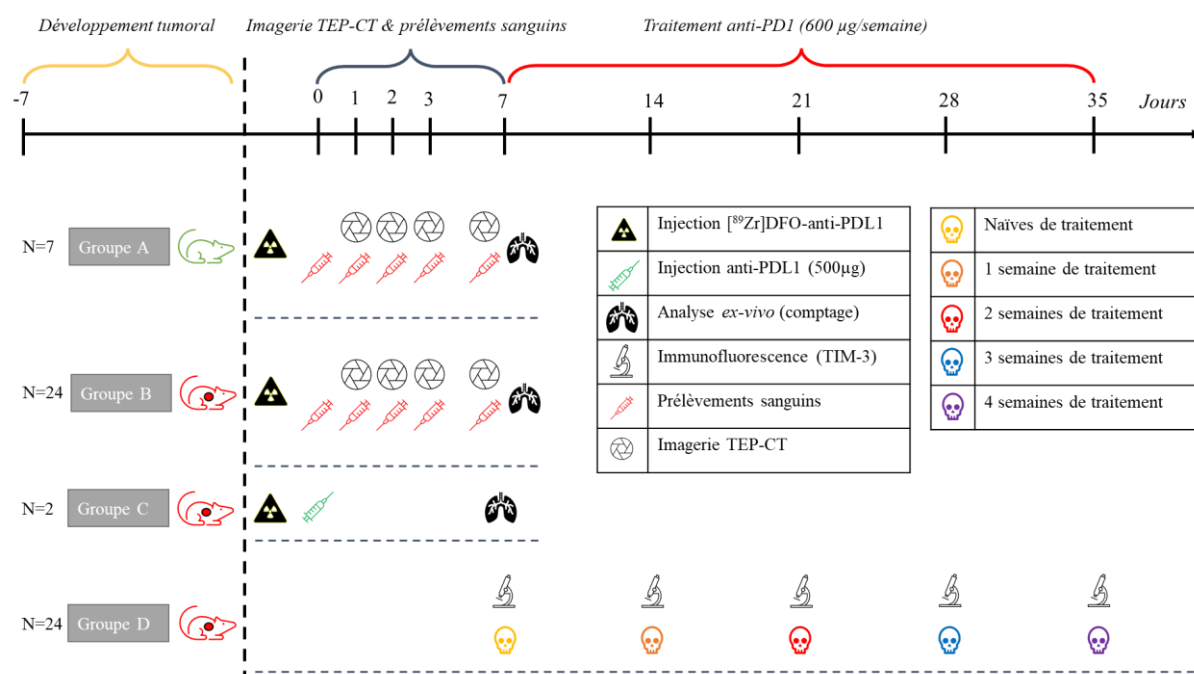 Développement tumoral
Imagerie TEP-CT & prélèvements sanguins
Traitement anti-PD1 (600 µg/semaine)
-7 0 1 2 3 7 14 21 28 35 Jours
N=7 Groupe A
Injection [⁸⁹Zr]DFO-anti-PDL1
Injection anti-PDL1 (500µg)
Analyse ex-vivo (comptage)
Immunofluorescence (TIM-3)
Prélèvements sanguins
Imagerie TEP-CT
Naïves de traitement
1 semaine de traitement
2 semaines de traitement
3 semaines de traitement
4 semaines de traitement
N=24 Groupe B
N=2 Groupe C
N=24 Groupe D